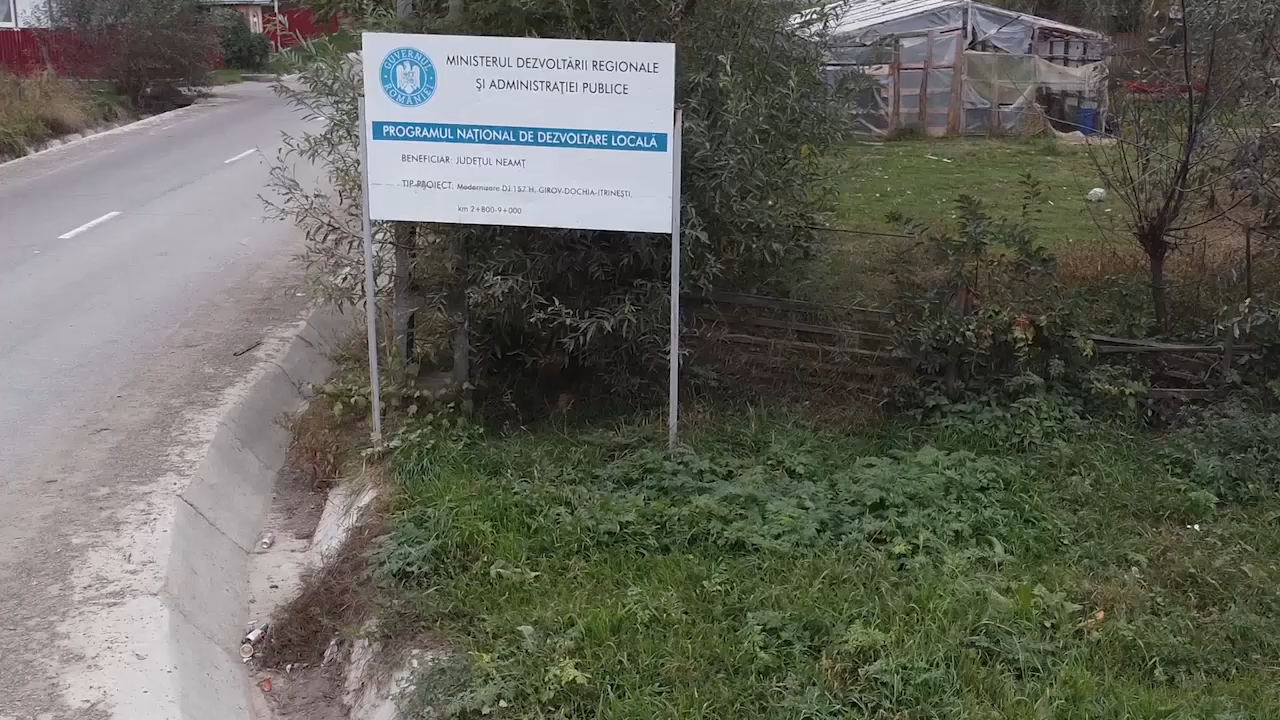 GUVERNUL ROMÂNIEI
MINISTERUL DEZVOLTĂRII REGIONALE
ȘI ADMINISTRAȚIEI PUBLICE
PROGRAMUL NAȚIONAL DE DEZVOLTARE LOCALĂ
BENEFICIAR: JUDEȚUL NEAMȚ
TIP PROIECT: Modernizare DJ 157 H, GIROV-DOCHIA-ITRINEȘTI,
km 2+800-9+000